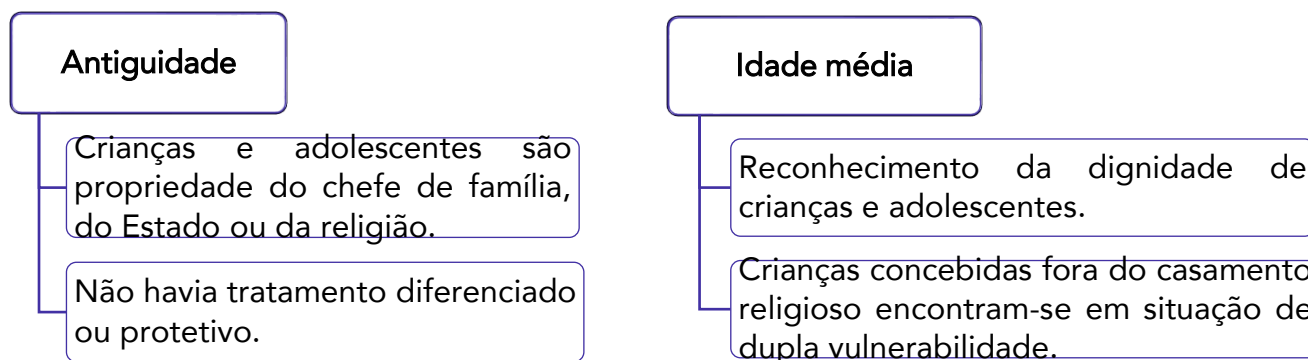 Antiguidade
Crianças e adolescentes são
propriedade do chefe de família,
do Estado ou da religião.
Não havia tratamento diferenciado
ou protetivo.
Idade média
Reconhecimento da dignidade de
crianças e adolescentes.
Crianças concebidas fora do casamento
religioso encontram-se em situação de
dupla vulnerabilidade.